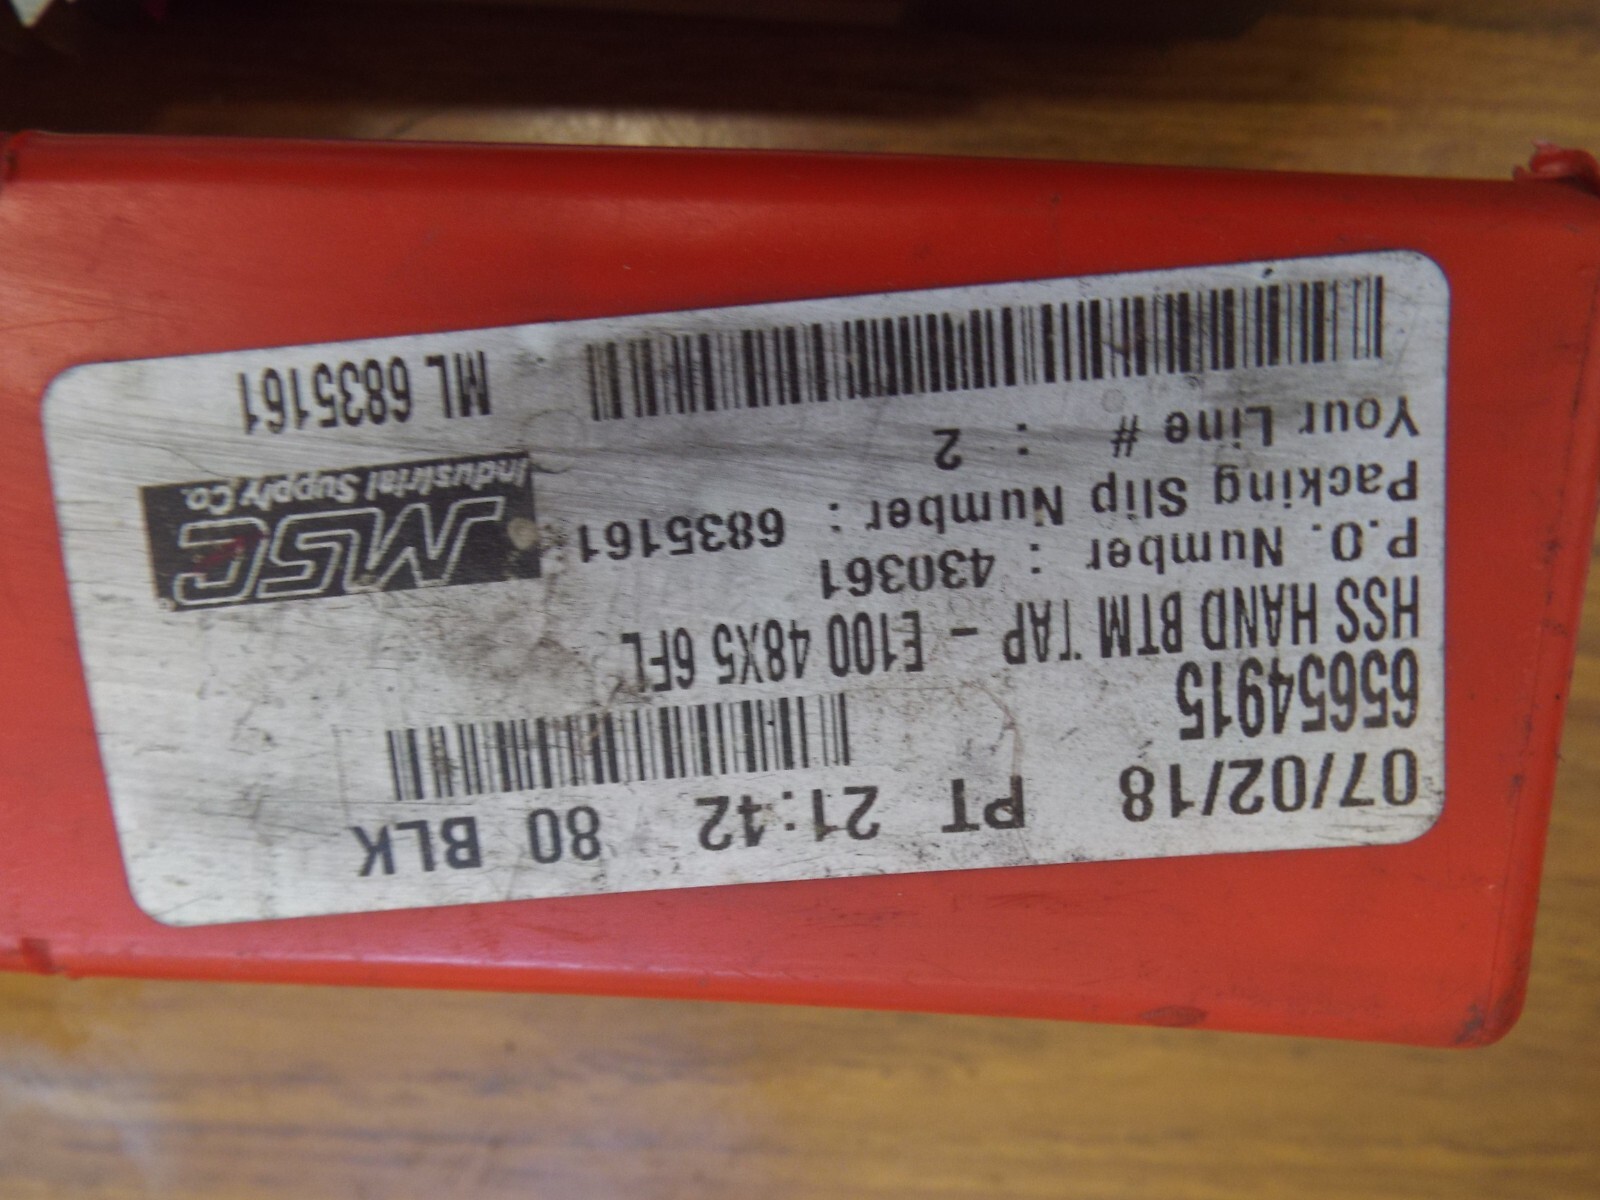 07/02/18 PT 21:42 80 BLK
65654915
HSS HAND BTM TAP - E100 48X5 6FL
P.O. Number : 430361
Packing Slip Number : 6835161
Your Line # : 2
MSC
Industrial Supply Co.
ML 6835161